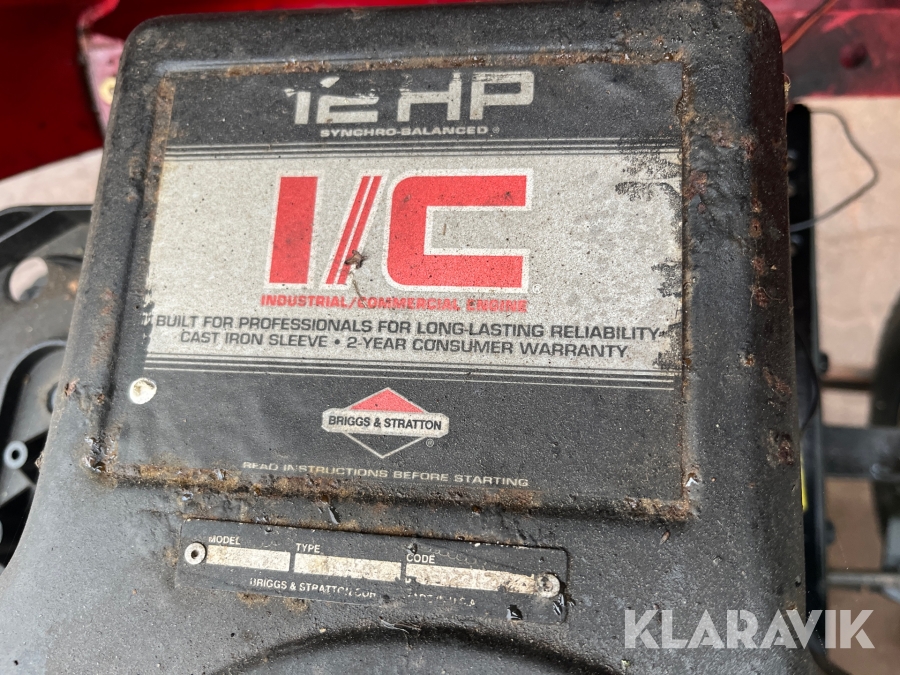 12 HP
SYNCHRO-BALANCED ®
I/C ®
INDUSTRIAL/COMMERCIAL ENGINE
BUILT FOR PROFESSIONALS FOR LONG-LASTING RELIABILITY
CAST IRON SLEEVE • 2-YEAR CONSUMER WARRANTY
BRIGGS & STRATTON ®
READ INSTRUCTIONS BEFORE STARTING
MODEL TYPE CODE
BRIGGS & STRATTON
KLARAVIK